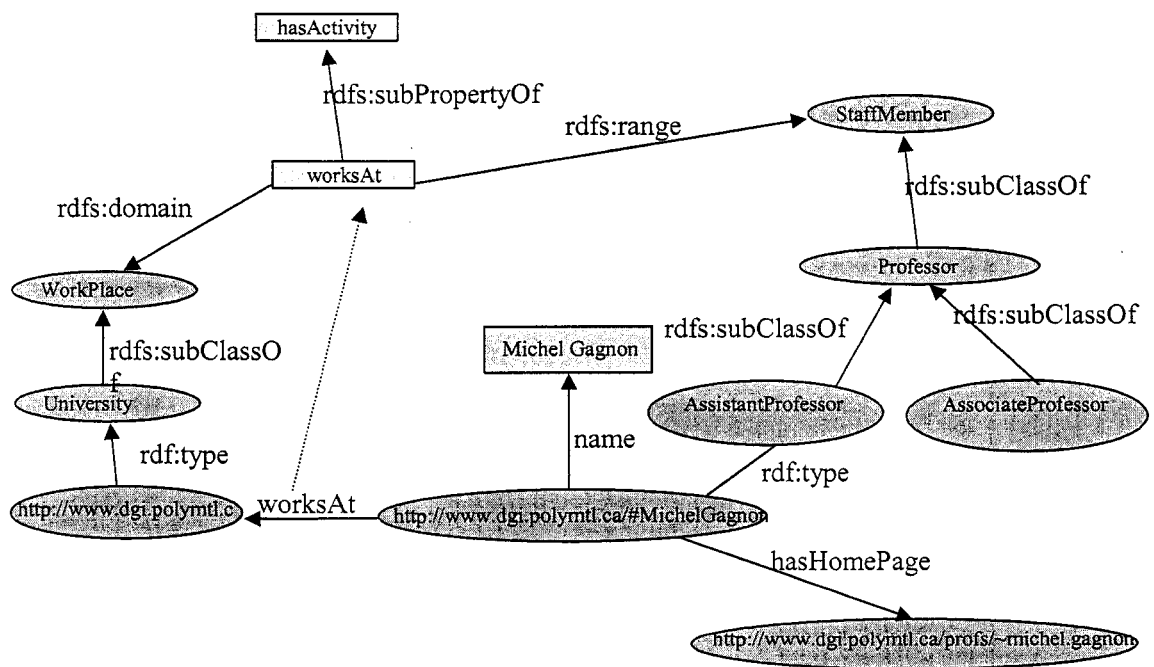 hasActivity
rdfs:subPropertyOf
StaffMember
rdfs:range
worksAt
rdfs:subClassOf
rdfs:domain
Professor
WorkPlace
rdfs:subClassOf
rdfs:subClassOf
Michel Gagnon
rdfs:subClassO
f
University
AssistantProfessor
AssociateProfessor
name
rdf:type
rdf:type
http://www.dgi.polymtl.c
worksAt
http://www.dgi.polymtl.ca/#MichelGagnon
hasHomePage
http://www.dgi.polymtl.ca/profs/~michel.gagnon